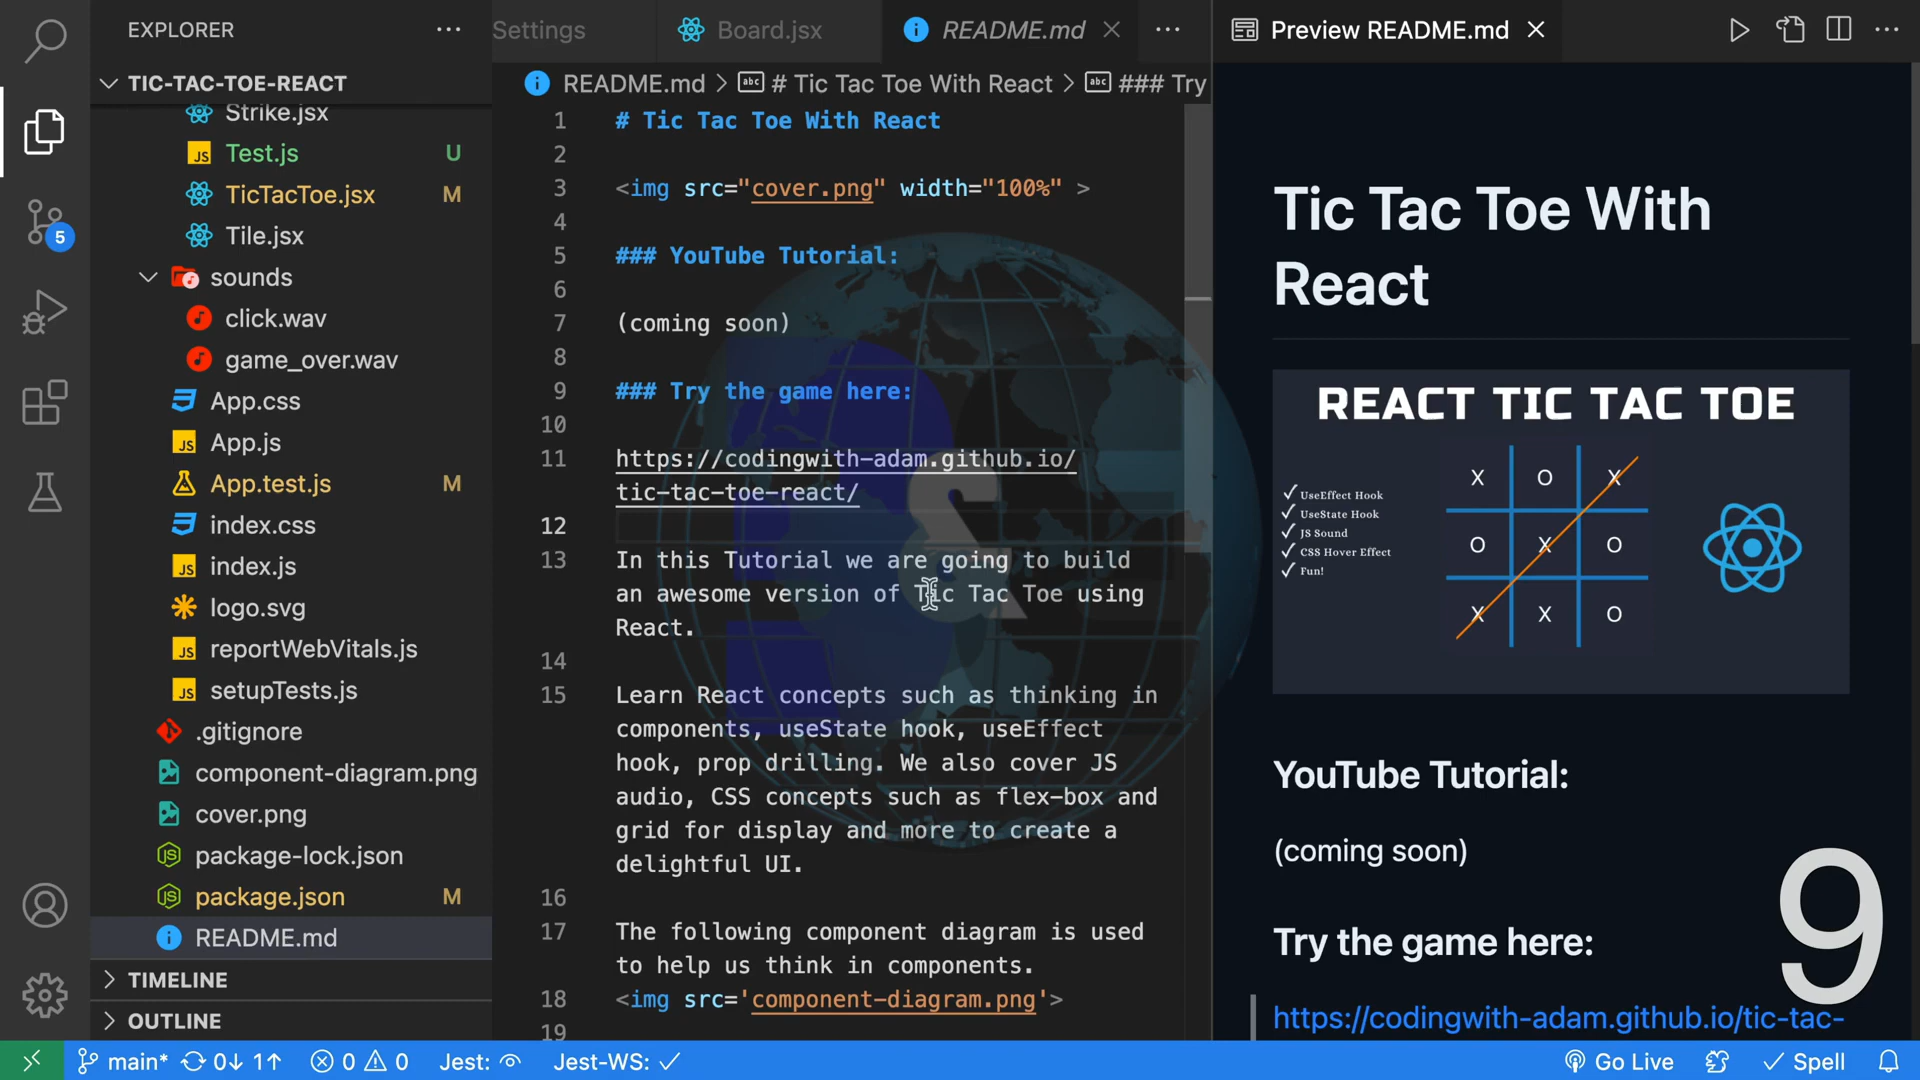 EXPLORER
TIC-TAC-TOE-REACT
Strike.jsx
JS Test.js U
TicTacToe.jsx M
Tile.jsx
sounds
click.wav
game_over.wav
App.css
JS App.js
App.test.js M
index.css
JS index.js
logo.svg
JS reportWebVitals.js
JS setupTests.js
.gitignore
component-diagram.png
cover.png
package-lock.json
package.json M
README.md
TIMELINE
OUTLINE
5
Settings
Board.jsx
README.md
README.md > # Tic Tac Toe With React > ### Try
1 # Tic Tac Toe With React
2
3 <img src="cover.png" width="100%" >
4
5 ### YouTube Tutorial:
6
7 (coming soon)
8
9 ### Try the game here:
10
11 https://codingwith-adam.github.io/
tic-tac-toe-react/
12
13 In this Tutorial we are going to build
an awesome version of Tic Tac Toe using
React.
14
15 Learn React concepts such as thinking in
components, useState hook, useEffect
hook, prop drilling. We also cover JS
audio, CSS concepts such as flex-box and
grid for display and more to create a
delightful UI.
16
17 The following component diagram is used
to help us think in components.
18 <img src='component-diagram.png'>
19
&
Preview README.md
Tic Tac Toe With
React
REACT TIC TAC TOE
✓ UseEffect Hook
✓ UseState Hook
✓ JS Sound
✓ CSS Hover Effect
✓ Fun!
X O X
O X O
X X O
YouTube Tutorial:
(coming soon)
Try the game here:
https://codingwith-adam.github.io/tic-tac-
9
main* 0↓ 1↑ 0 0 Jest: Jest-WS: ✓ Go Live ✓ Spell